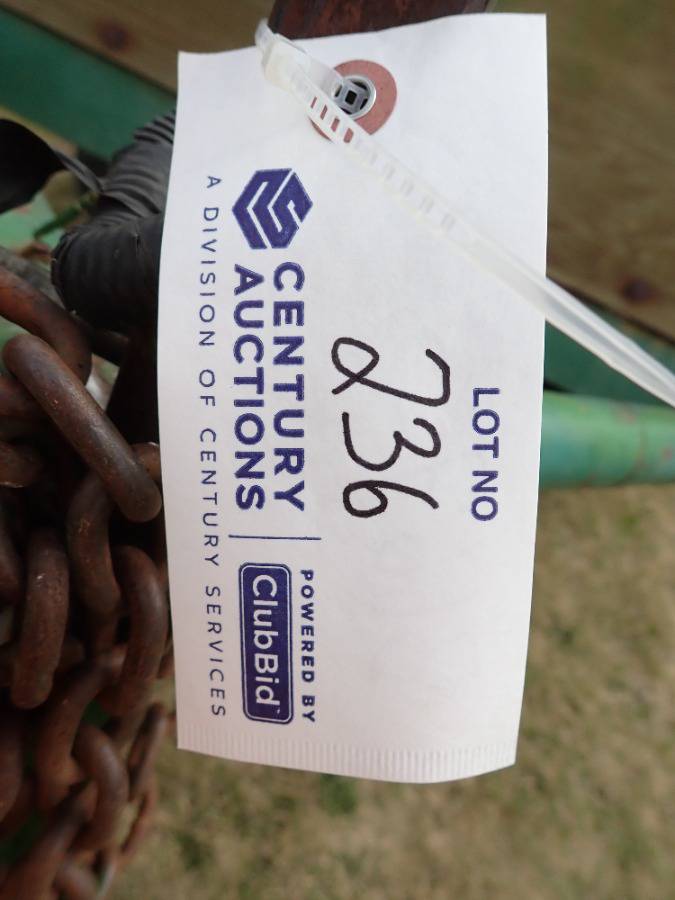 LOT NO
236
CENTURY
AUCTIONS
A DIVISION OF CENTURY SERVICES
POWERED BY
ClubBid